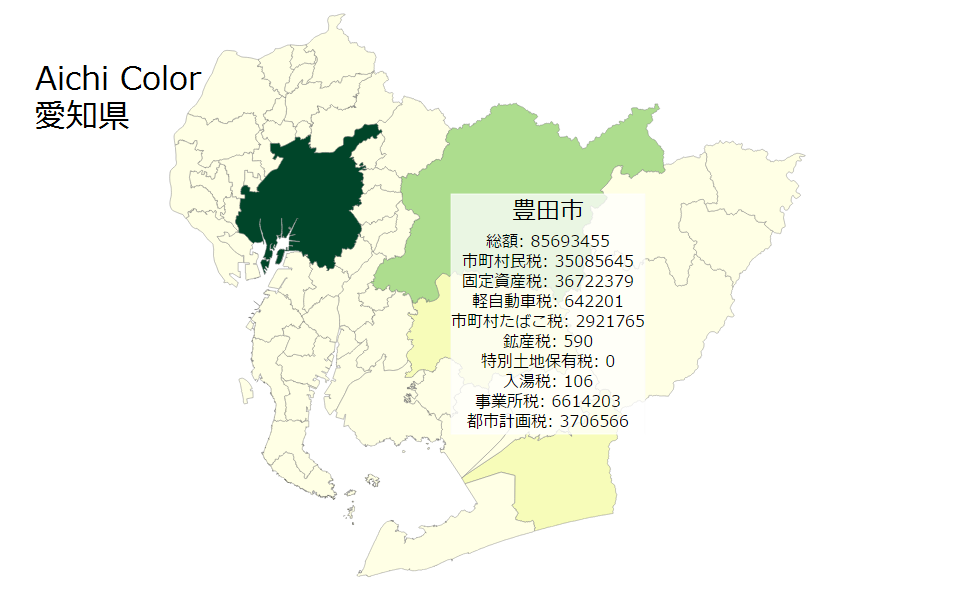 Aichi Color
愛知県
豊田市
総額: 85693455
市町村民税: 35085645
固定資産税: 36722379
軽自動車税: 642201
市町村たばこ税: 2921765
鉱産税: 590
特別土地保有税: 0
入湯税: 106
事業所税: 6614203
都市計画税: 3706566